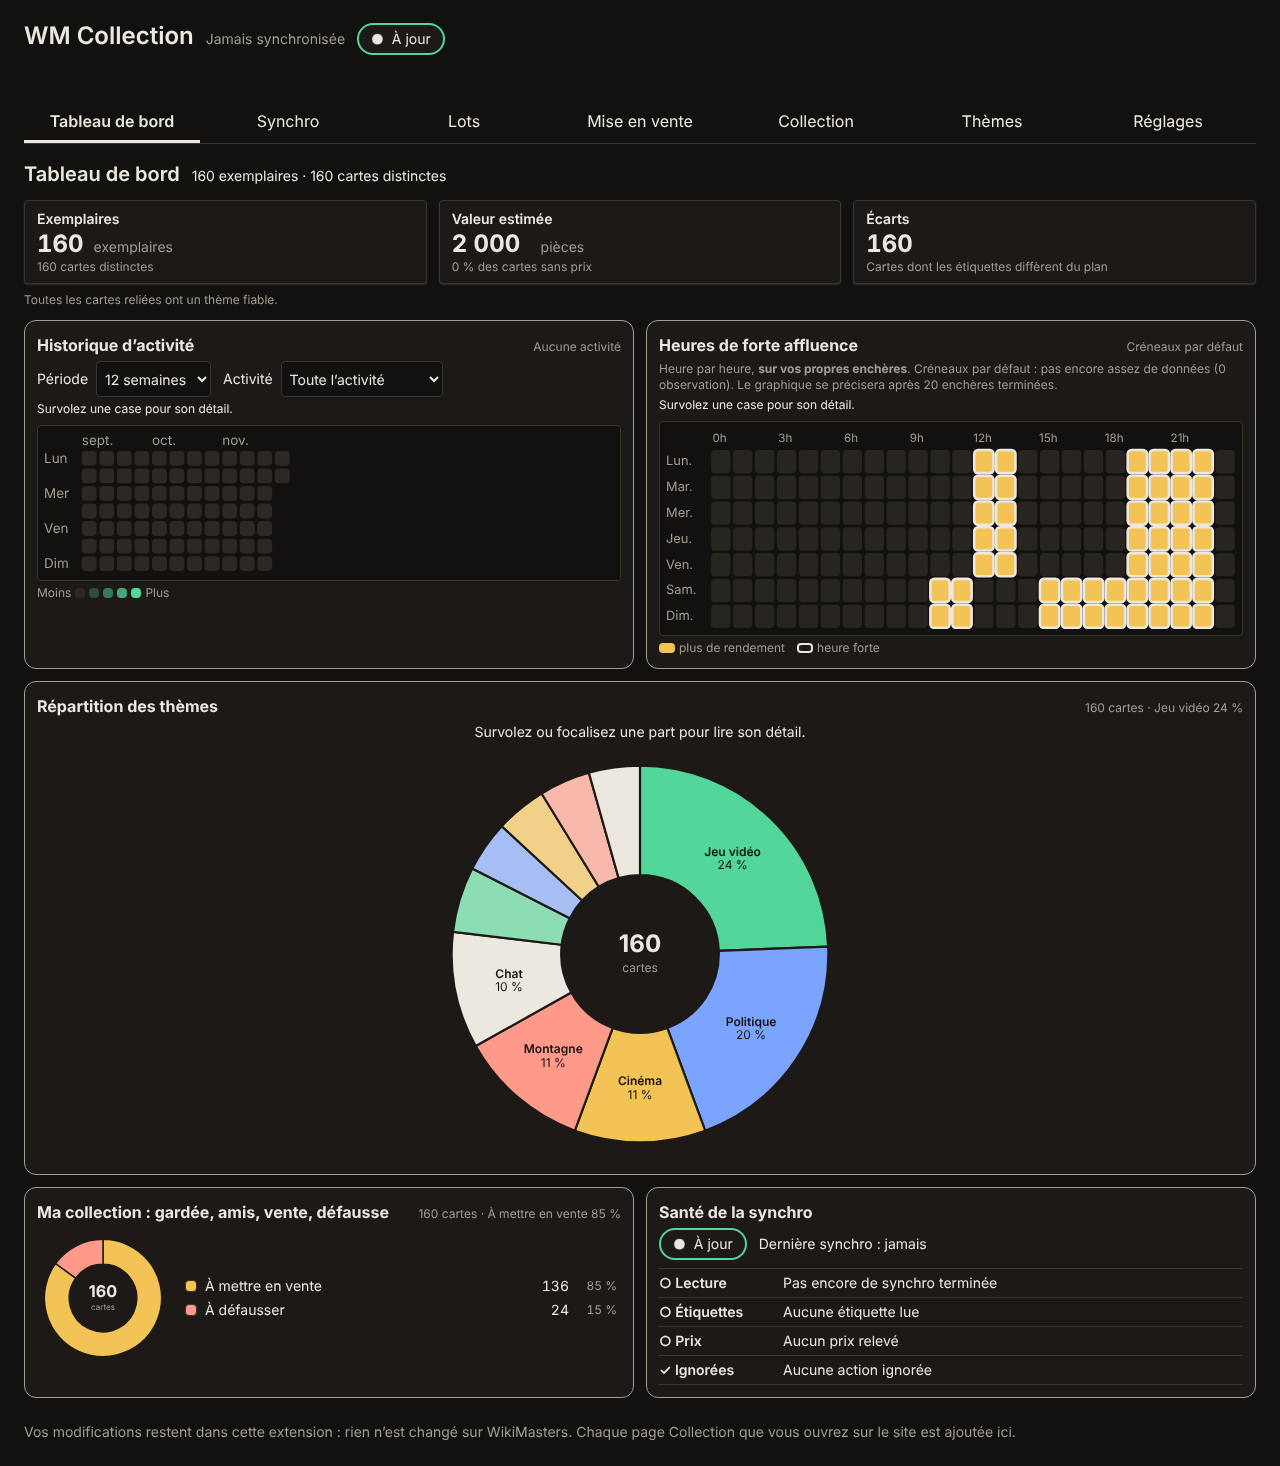 WM Collection Jamais synchronisée À jour
Tableau de bord Synchro Lots Mise en vente Collection Thèmes Réglages
Tableau de bord 160 exemplaires · 160 cartes distinctes
Exemplaires
160 exemplaires
160 cartes distinctes
Valeur estimée
2 000 pièces
0 % des cartes sans prix
Écarts
160
Cartes dont les étiquettes diffèrent du plan
Toutes les cartes reliées ont un thème fiable.
Historique d’activité Aucune activité
Période 12 semaines Activité Toute l’activité
Survolez une case pour son détail.
sept. oct. nov.
Lun
Mer
Ven
Dim
Moins Plus
Heures de forte affluence Créneaux par défaut
Heure par heure, sur vos propres enchères. Créneaux par défaut : pas encore assez de données (0
observation). Le graphique se précisera après 20 enchères terminées.
Survolez une case pour son détail.
0h 3h 6h 9h 12h 15h 18h 21h
Lun.
Mar.
Mer.
Jeu.
Ven.
Sam.
Dim.
plus de rendement heure forte
Répartition des thèmes 160 cartes · Jeu vidéo 24 %
Survolez ou focalisez une part pour lire son détail.
Jeu vidéo
24 %
160
cartes
Chat
10 %
Politique
20 %
Montagne
11 %
Cinéma
11 %
Ma collection : gardée, amis, vente, défausse 160 cartes · À mettre en vente 85 %
160
cartes
À mettre en vente 136 85 %
À défausser 24 15 %
Santé de la synchro
À jour Dernière synchro : jamais
Lecture Pas encore de synchro terminée
Étiquettes Aucune étiquette lue
Prix Aucun prix relevé
Ignorées Aucune action ignorée
Vos modifications restent dans cette extension : rien n’est changé sur WikiMasters. Chaque page Collection que vous ouvrez sur le site est ajoutée ici.